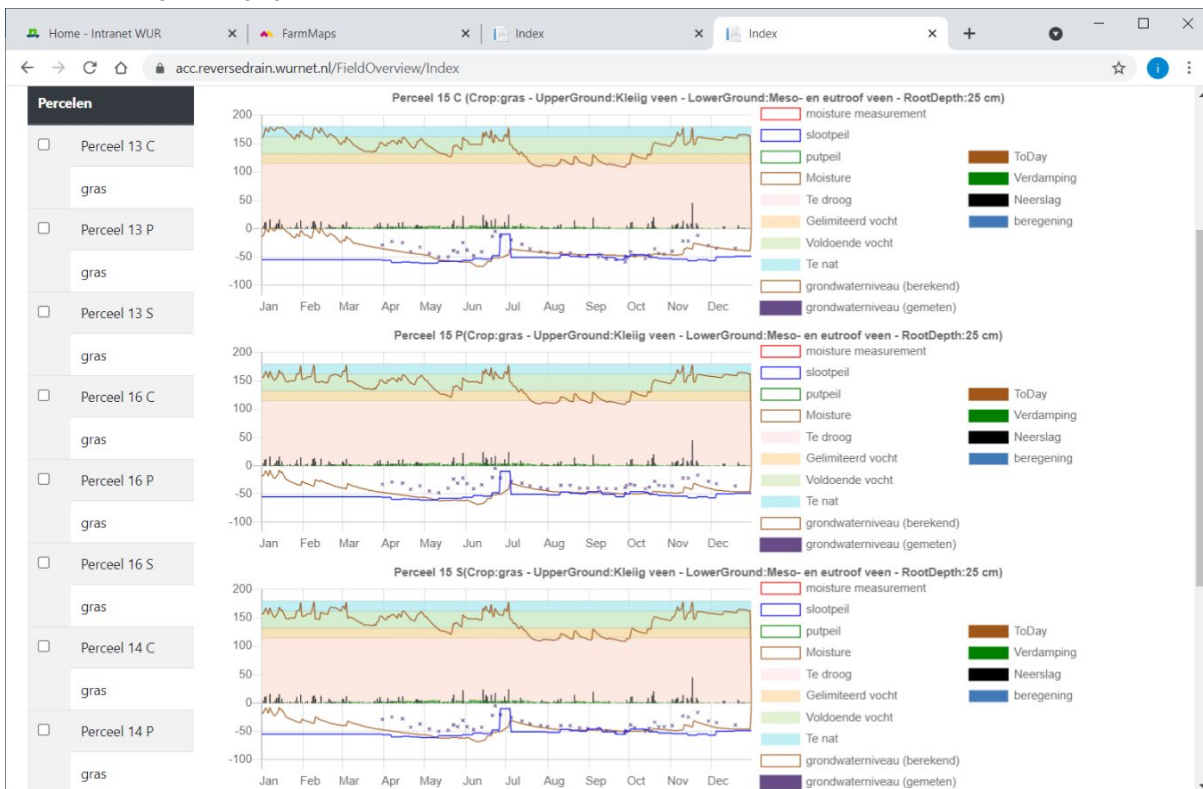 Home - Intranet WUR
FarmMaps
Index
Index
acc.reversedrain.wurnet.nl/FieldOverview/Index
Percelen
Perceel 13 C
gras
Perceel 13 P
gras
Perceel 13 S
gras
Perceel 16 C
gras
Perceel 16 P
gras
Perceel 16 S
gras
Perceel 14 C
gras
Perceel 14 P
gras
Perceel 15 C (Crop:gras - UpperGround:Kleiig veen - LowerGround:Meso- en eutroof veen - RootDepth:25 cm)
200
150
100
50
0
-50
-100
Jan Feb Mar Apr May Jun Jul Aug Sep Oct Nov Dec
moisture measurement
slootpeil
putpeil
Moisture
Te droog
Gelimiteerd vocht
Voldoende vocht
Te nat
grondwaterniveau (berekend)
grondwaterniveau (gemeten)
ToDay
Verdamping
Neerslag
beregening
Perceel 15 P(Crop:gras - UpperGround:Kleiig veen - LowerGround:Meso- en eutroof veen - RootDepth:25 cm)
200
150
100
50
0
-50
-100
Jan Feb Mar Apr May Jun Jul Aug Sep Oct Nov Dec
moisture measurement
slootpeil
putpeil
Moisture
Te droog
Gelimiteerd vocht
Voldoende vocht
Te nat
grondwaterniveau (berekend)
grondwaterniveau (gemeten)
ToDay
Verdamping
Neerslag
beregening
Perceel 15 S(Crop:gras - UpperGround:Kleiig veen - LowerGround:Meso- en eutroof veen - RootDepth:25 cm)
200
150
100
50
0
-50
-100
Jan Feb Mar Apr May Jun Jul Aug Sep Oct Nov Dec
moisture measurement
slootpeil
putpeil
Moisture
Te droog
Gelimiteerd vocht
Voldoende vocht
Te nat
grondwaterniveau (berekend)
grondwaterniveau (gemeten)
ToDay
Verdamping
Neerslag
beregening